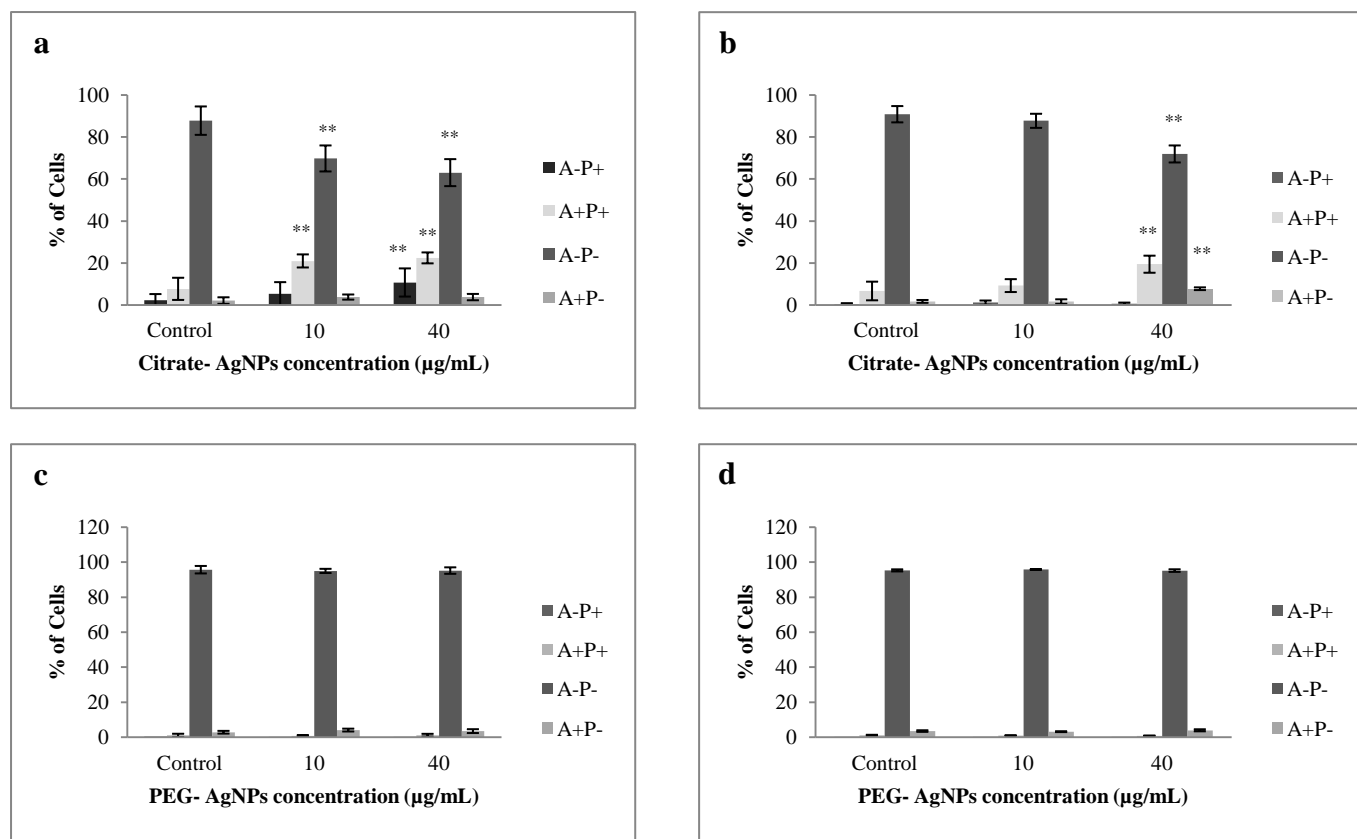 a
100
80
60
40
20
0
% of Cells
** **
** ** **
Control 10 40
Citrate- AgNPs concentration (µg/mL)
A-P+
A+P+
A-P-
A+P-
b
100
80
60
40
20
0
% of Cells
**
** **
Control 10 40
Citrate- AgNPs concentration (µg/mL)
A-P+
A+P+
A-P-
A+P-
c
120
100
80
60
40
20
0
% of Cells
Control 10 40
PEG- AgNPs concentration (µg/mL)
A-P+
A+P+
A-P-
A+P-
d
120
100
80
60
40
20
0
% of Cells
Control 10 40
PEG- AgNPs concentration (µg/mL)
A-P+
A+P+
A-P-
A+P-